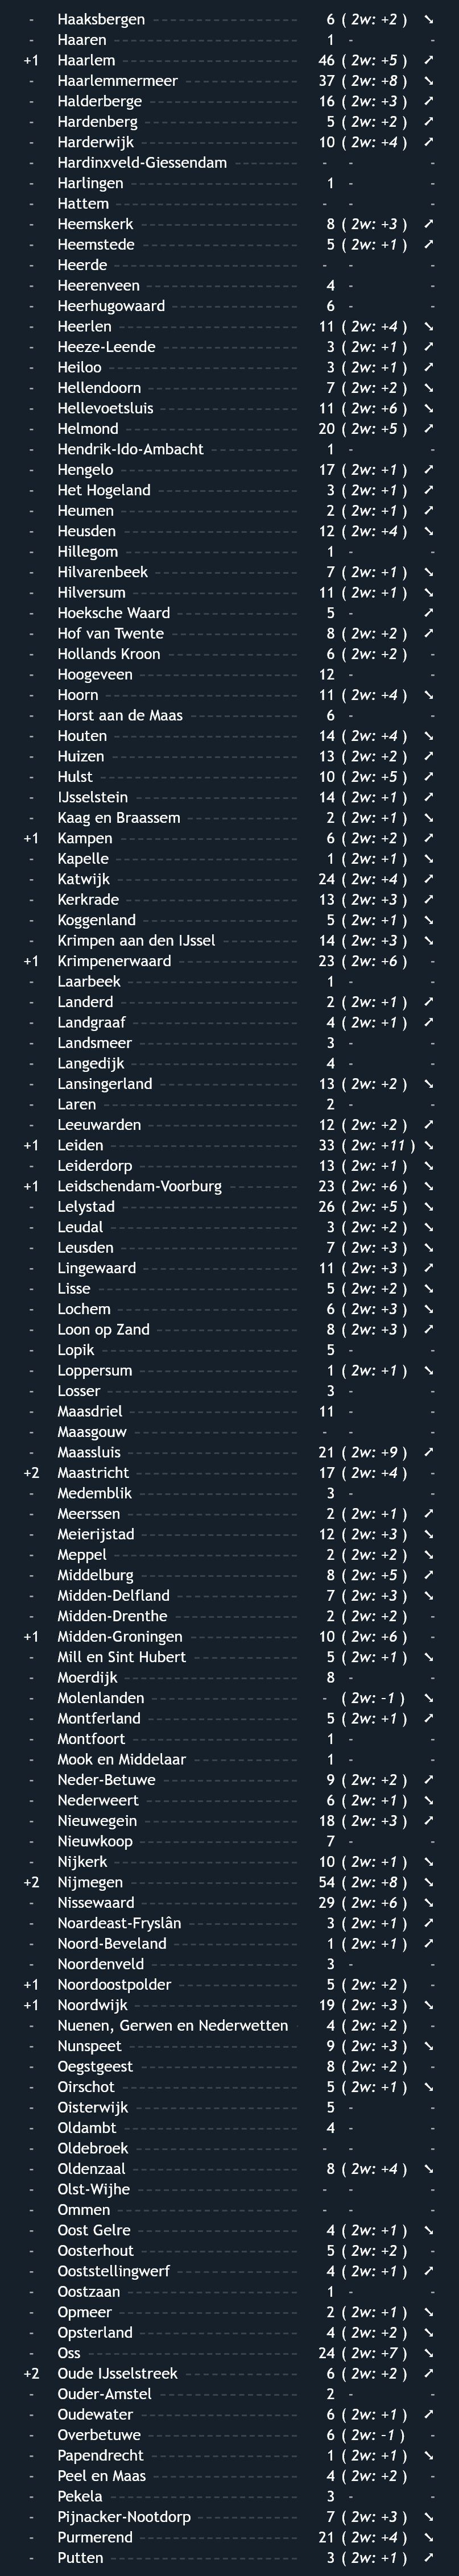 - Haaksbergen 6 ( 2w: +2 ) ➘
- Haaren 1 - -
+1 Haarlem 46 ( 2w: +5 ) ➚
- Haarlemmermeer 37 ( 2w: +8 ) ➘
- Halderberge 16 ( 2w: +3 ) ➚
- Hardenberg 5 ( 2w: +2 ) ➚
- Harderwijk 10 ( 2w: +4 ) ➚
- Hardinxveld-Giessendam - - -
- Harlingen 1 - -
- Hattem - - -
- Heemskerk 8 ( 2w: +3 ) ➚
- Heemstede 5 ( 2w: +1 ) ➚
- Heerde - - -
- Heerenveen 4 - -
- Heerhugowaard 6 - -
- Heerlen 11 ( 2w: +4 ) ➘
- Heeze-Leende 3 ( 2w: +1 ) ➚
- Heiloo 3 ( 2w: +1 ) ➚
- Hellendoorn 7 ( 2w: +2 ) ➘
- Hellevoetsluis 11 ( 2w: +6 ) ➘
- Helmond 20 ( 2w: +5 ) ➚
- Hendrik-Ido-Ambacht 1 - -
- Hengelo 17 ( 2w: +1 ) ➚
- Het Hogeland 3 ( 2w: +1 ) ➚
- Heumen 2 ( 2w: +1 ) ➚
- Heusden 12 ( 2w: +4 ) ➘
- Hillegom 1 - -
- Hilvarenbeek 7 ( 2w: +1 ) ➘
- Hilversum 11 ( 2w: +1 ) ➘
- Hoeksche Waard 5 - ➚
- Hof van Twente 8 ( 2w: +2 ) ➚
- Hollands Kroon 6 ( 2w: +2 ) -
- Hoogeveen 12 - -
- Hoorn 11 ( 2w: +4 ) ➘
- Horst aan de Maas 6 - -
- Houten 14 ( 2w: +4 ) ➘
- Huizen 13 ( 2w: +2 ) ➚
- Hulst 10 ( 2w: +5 ) ➚
- IJsselstein 14 ( 2w: +1 ) ➚
- Kaag en Braassem 2 ( 2w: +1 ) ➘
+1 Kampen 6 ( 2w: +2 ) ➚
- Kapelle 1 ( 2w: +1 ) ➘
- Katwijk 24 ( 2w: +4 ) ➚
- Kerkrade 13 ( 2w: +3 ) ➚
- Koggenland 5 ( 2w: +1 ) ➘
- Krimpen aan den IJssel 14 ( 2w: +3 ) ➘
+1 Krimpenerwaard 23 ( 2w: +6 ) -
- Laarbeek 1 - -
- Landerd 2 ( 2w: +1 ) ➚
- Landgraaf 4 ( 2w: +1 ) ➚
- Landsmeer 3 - -
- Langedijk 4 - -
- Lansingerland 13 ( 2w: +2 ) ➘
- Laren 2 - -
- Leeuwarden 12 ( 2w: +2 ) ➚
+1 Leiden 33 ( 2w: +11 ) ➘
- Leiderdorp 13 ( 2w: +1 ) ➘
+1 Leidschendam-Voorburg 23 ( 2w: +6 ) ➘
- Lelystad 26 ( 2w: +5 ) ➘
- Leudal 3 ( 2w: +2 ) ➘
- Leusden 7 ( 2w: +3 ) ➘
- Lingewaard 11 ( 2w: +3 ) ➚
- Lisse 5 ( 2w: +2 ) ➘
- Lochem 6 ( 2w: +3 ) ➘
- Loon op Zand 8 ( 2w: +3 ) ➚
- Lopik 5 - -
- Loppersum 1 ( 2w: +1 ) ➘
- Losser 3 - -
- Maasdriel 11 - -
- Maasgouw - - -
- Maassluis 21 ( 2w: +9 ) ➚
+2 Maastricht 17 ( 2w: +4 ) -
- Medemblik 3 - -
- Meerssen 2 ( 2w: +1 ) ➚
- Meierijstad 12 ( 2w: +3 ) ➘
- Meppel 2 ( 2w: +2 ) ➘
- Middelburg 8 ( 2w: +5 ) ➚
- Midden-Delfland 7 ( 2w: +3 ) ➘
- Midden-Drenthe 2 ( 2w: +2 ) -
+1 Midden-Groningen 10 ( 2w: +6 ) -
- Mill en Sint Hubert 5 ( 2w: +1 ) ➘
- Moerdijk 8 - -
- Molenlanden - ( 2w: -1 ) ➘
- Montferland 5 ( 2w: +1 ) ➚
- Montfoort 1 - -
- Mook en Middelaar 1 - -
- Neder-Betuwe 9 ( 2w: +2 ) ➚
- Nederweert 6 ( 2w: +1 ) ➘
- Nieuwegein 18 ( 2w: +3 ) ➚
- Nieuwkoop 7 - -
- Nijkerk 10 ( 2w: +1 ) ➘
+2 Nijmegen 54 ( 2w: +8 ) ➘
- Nissewaard 29 ( 2w: +6 ) ➘
- Noardeast-Fryslân 3 ( 2w: +1 ) ➚
- Noord-Beveland 1 ( 2w: +1 ) ➚
- Noordenveld 3 - -
+1 Noordoostpolder 5 ( 2w: +2 ) -
+1 Noordwijk 19 ( 2w: +3 ) ➘
- Nuenen, Gerwen en Nederwetten 4 ( 2w: +2 ) -
- Nunspeet 9 ( 2w: +3 ) ➘
- Oegstgeest 8 ( 2w: +2 ) -
- Oirschot 5 ( 2w: +1 ) ➘
- Oisterwijk 5 - -
- Oldambt 4 - -
- Oldebroek - - -
- Oldenzaal 8 ( 2w: +4 ) ➘
- Olst-Wijhe - - -
- Ommen - - -
- Oost Gelre 4 ( 2w: +1 ) ➘
- Oosterhout 5 ( 2w: +2 ) -
- Ooststellingwerf 4 ( 2w: +1 ) ➚
- Oostzaan 1 - -
- Opmeer 2 ( 2w: +1 ) ➘
- Opsterland 4 ( 2w: +2 ) ➘
- Oss 24 ( 2w: +7 ) ➘
+2 Oude IJsselstreek 6 ( 2w: +2 ) ➚
- Ouder-Amstel 2 - -
- Oudewater 6 ( 2w: +1 ) ➚
- Overbetuwe 6 ( 2w: -1 ) -
- Papendrecht 1 ( 2w: +1 ) ➘
- Peel en Maas 4 ( 2w: +2 ) -
- Pekela 3 - -
- Pijnacker-Nootdorp 7 ( 2w: +3 ) ➘
- Purmerend 21 ( 2w: +4 ) ➘
- Putten 3 ( 2w: +1 ) ➚